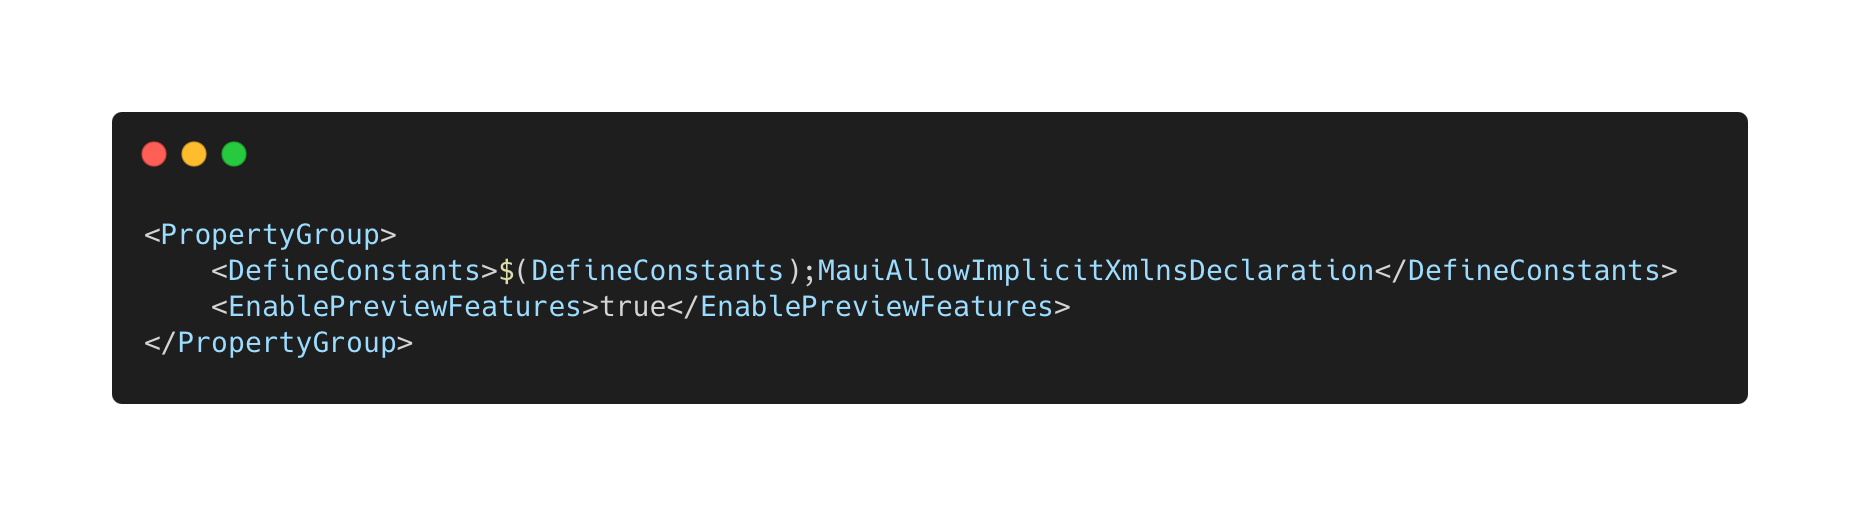 <PropertyGroup>
    <DefineConstants>$(DefineConstants);MauiAllowImplicitXmlnsDeclaration</DefineConstants>
    <EnablePreviewFeatures>true</EnablePreviewFeatures>
</PropertyGroup>